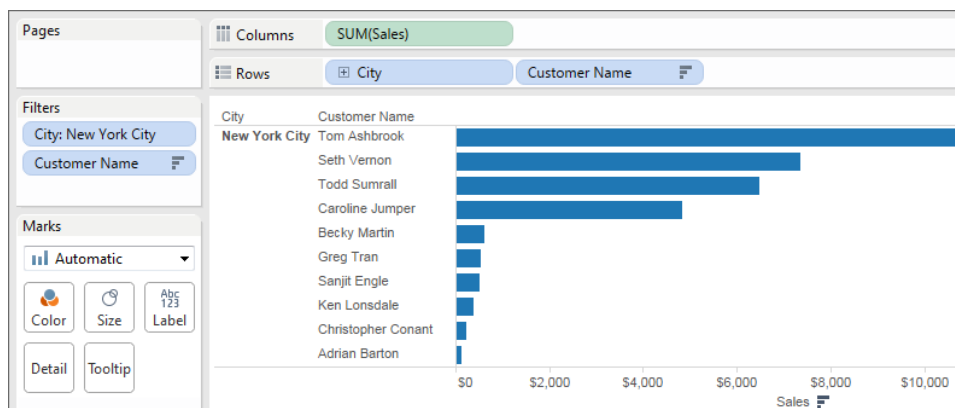 Pages
Columns
SUM(Sales)
Rows
City
Customer Name
Filters
City: New York City
Customer Name
Marks
Automatic
Color
Size
Abc
123
Label
Detail
Tooltip
City Customer Name
New York City Tom Ashbrook
Seth Vernon
Todd Sumrall
Caroline Jumper
Becky Martin
Greg Tran
Sanjit Engle
Ken Lonsdale
Christopher Conant
Adrian Barton
$0 $2,000 $4,000 $6,000 $8,000 $10,000
Sales